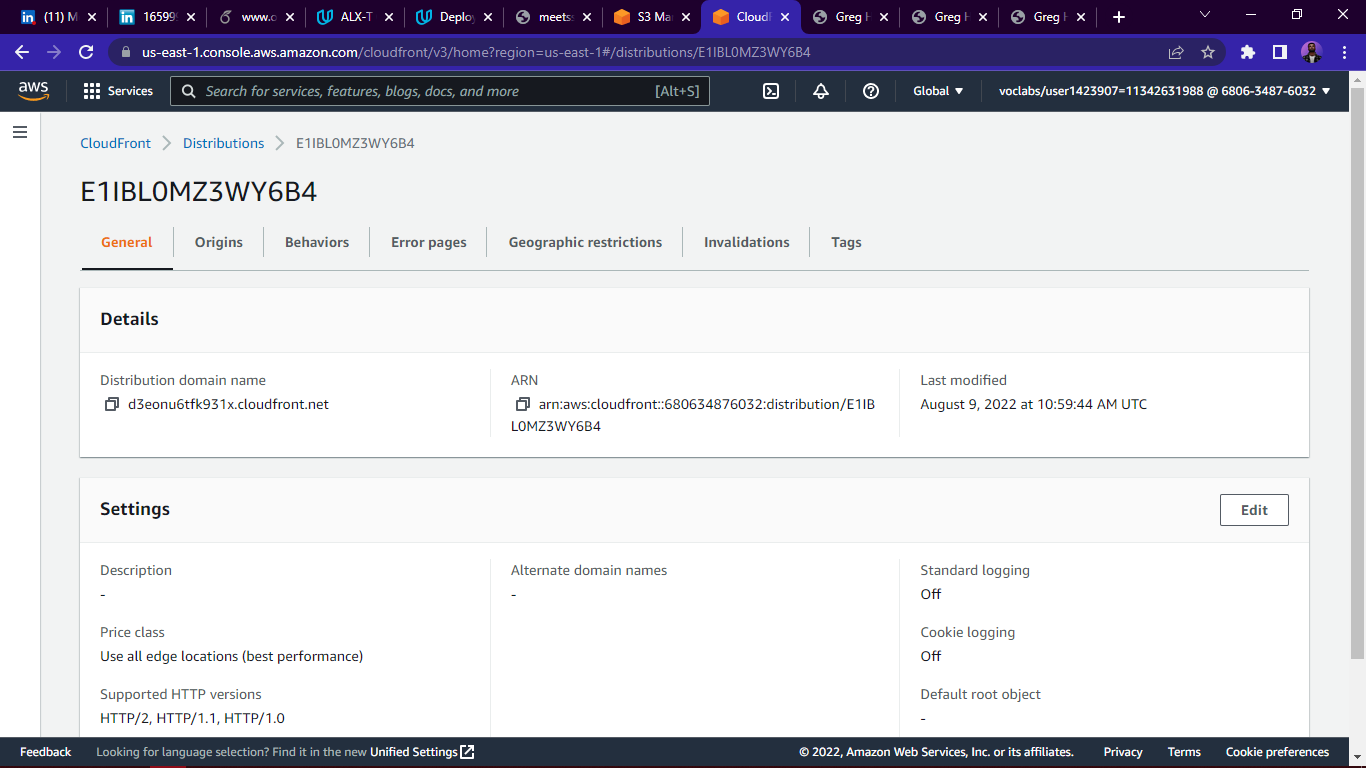 (11) M
16599
www.c
ALX-T
Deploy
meets
S3 Ma
CloudF
Greg H
Greg H
Greg H
us-east-1.console.aws.amazon.com/cloudfront/v3/home?region=us-east-1#/distributions/E1IBL0MZ3WY6B4
aws
Services
Search for services, features, blogs, docs, and more
[Alt+S]
Global
voclabs/user1423907=11342631988 @ 6806-3487-6032
CloudFront
Distributions
E1IBL0MZ3WY6B4
E1IBL0MZ3WY6B4
General
Origins
Behaviors
Error pages
Geographic restrictions
Invalidations
Tags
Details
Distribution domain name
d3eonu6tfk931x.cloudfront.net
ARN
arn:aws:cloudfront::680634876032:distribution/E1IB
L0MZ3WY6B4
Last modified
August 9, 2022 at 10:59:44 AM UTC
Settings
Edit
Description
-
Price class
Use all edge locations (best performance)
Supported HTTP versions
HTTP/2, HTTP/1.1, HTTP/1.0
Alternate domain names
-
Standard logging
Off
Cookie logging
Off
Default root object
-
Feedback
Looking for language selection? Find it in the new Unified Settings
© 2022, Amazon Web Services, Inc. or its affiliates.
Privacy
Terms
Cookie preferences